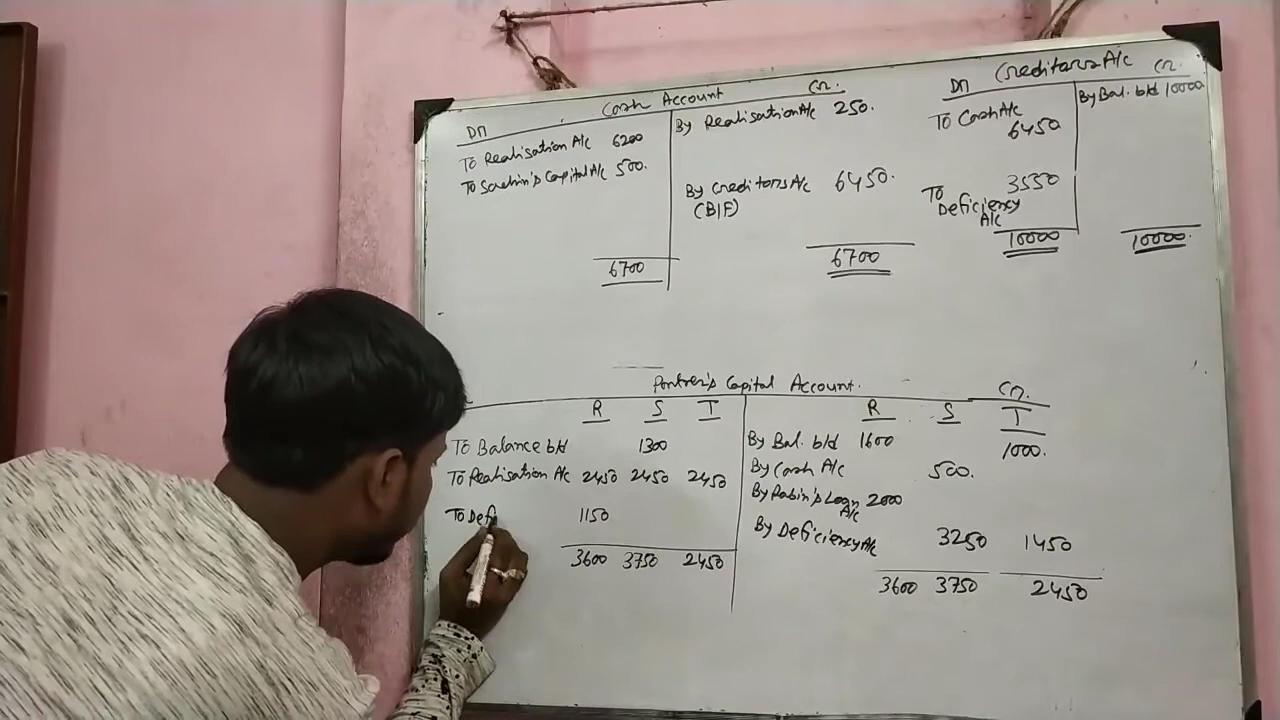 Cash Account
Dr Cr.
To Realisation A/c 6200
To Sachin's Capital A/c 500.
6700
By Realisation A/c 250.
By Creditors A/c 6450.
(B/F)
6700
Creditors A/c
Dr Cr.
To Cash A/c
6450
To 3550
Deficiency
A/c
10000
By Bal. b/d 10000
10000.
Partner's Capital Account.
Cr.
R S T
To Balance b/d 1300
To Realisation A/c 2450 2450 2450
To Defi 1150
3600 3750 2450
R S T
By Bal. b/d 1600 1000.
By Cash A/c 500.
By Robin's Loan 2000
A/c
By Deficiency A/c 3250 1450
3600 3750 2450